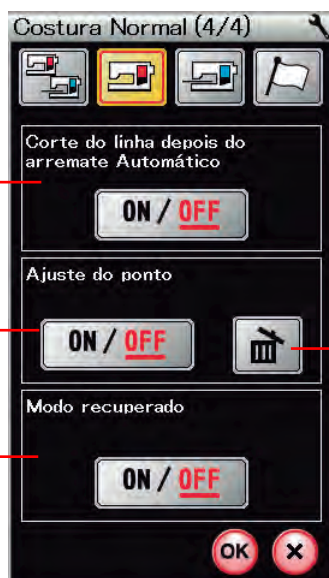 Costura Normal (4/4)
Corte do linha depois do
arremate Automático
ON / OFF
Ajuste do ponto
ON / OFF
Modo recuperado
ON / OFF
OK